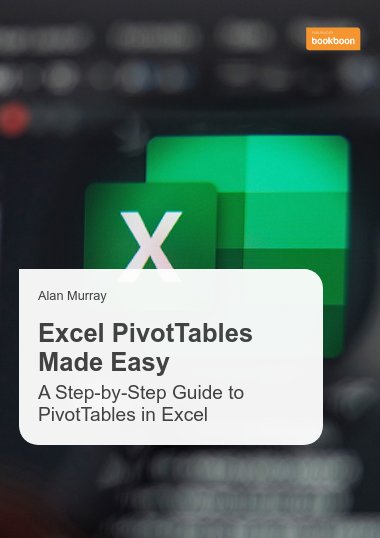 bookboon
X
Alan Murray
Excel PivotTables
Made Easy
A Step-by-Step Guide to
PivotTables in Excel